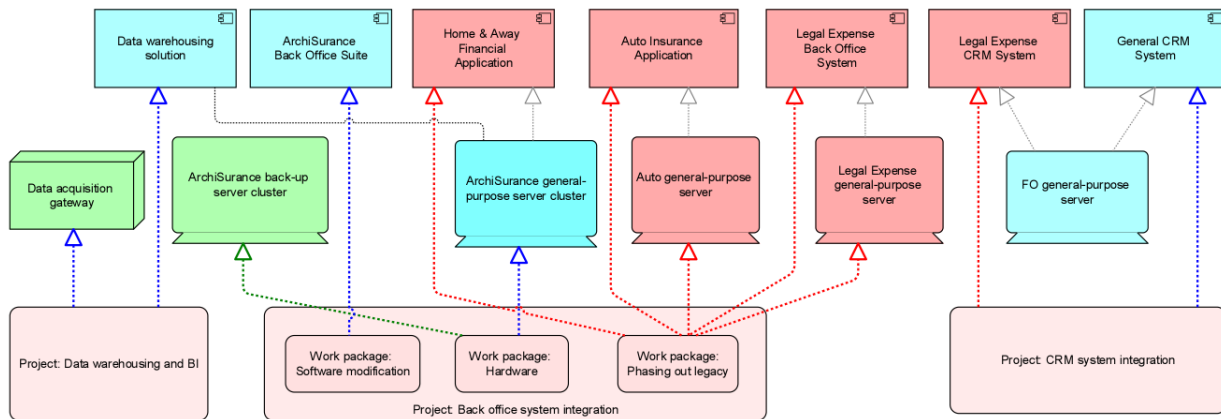 Data warehousing
solution
ArchiSurance
Back Office Suite
Home & Away
Financial
Application
Auto Insurance
Application
Legal Expense
Back Office
System
Legal Expense
CRM System
General CRM
System
Data acquisition
gateway
ArchiSurance back-up
server cluster
ArchiSurance general-
purpose server cluster
Auto general-purpose
server
Legal Expense
general-purpose
server
FO general-purpose
server
Project: Data warehousing and BI
Work package:
Software modification
Work package:
Hardware
Work package:
Phasing out legacy
Project: Back office system integration
Project: CRM system integration